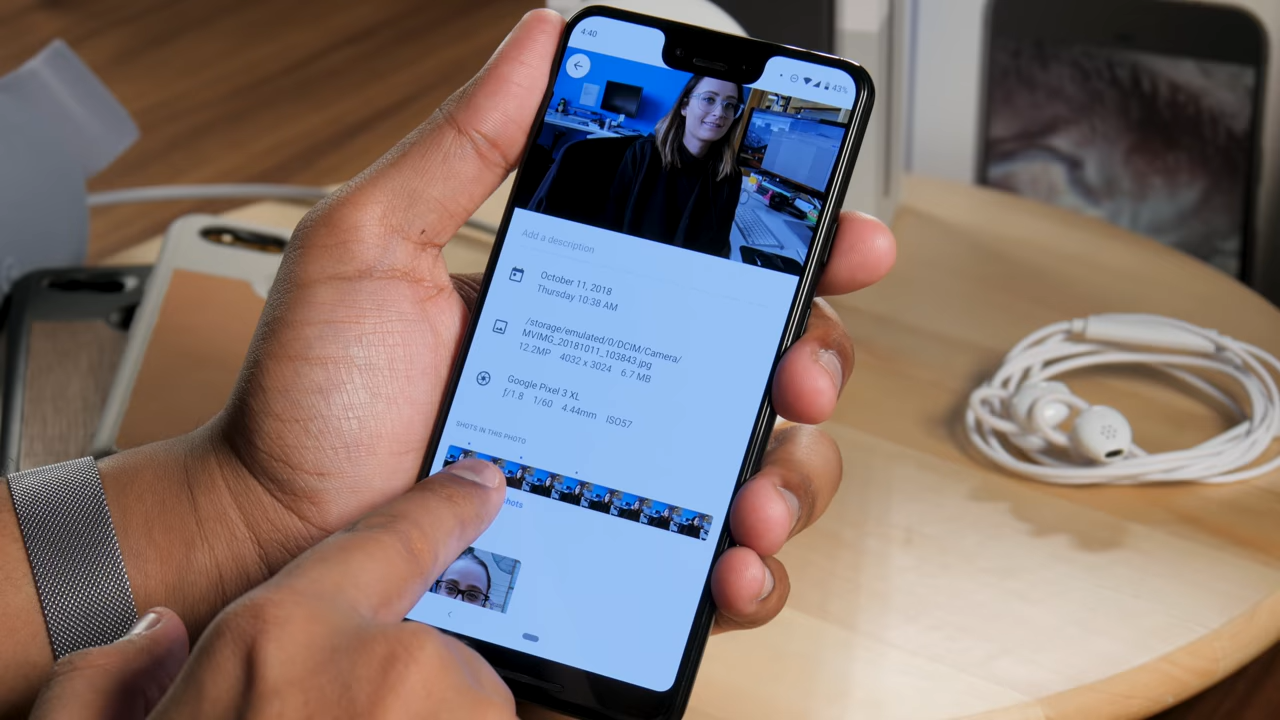 4:40
43%
Add a description
October 11, 2018
Thursday 10:38 AM
/storage/emulated/0/DCIM/Camera/
MVIMG_20181011_103843.jpg
12.2MP 4032 x 3024 6.7 MB
Google Pixel 3 XL
ƒ/1.8 1/60 4.44mm ISO57
SHOTS IN THIS PHOTO
shots